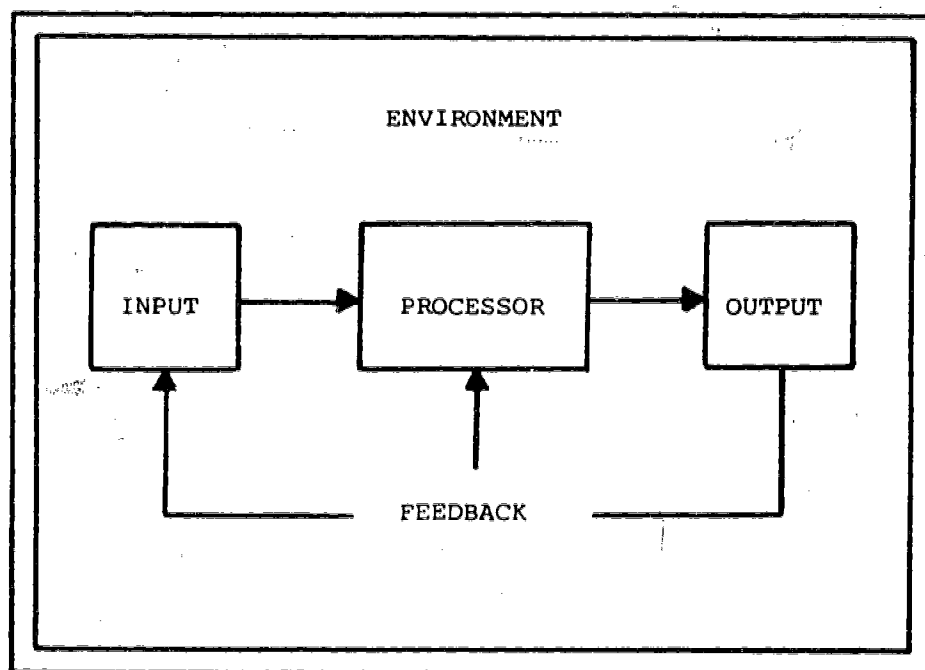 ENVIRONMENT
INPUT
PROCESSOR
OUTPUT
FEEDBACK